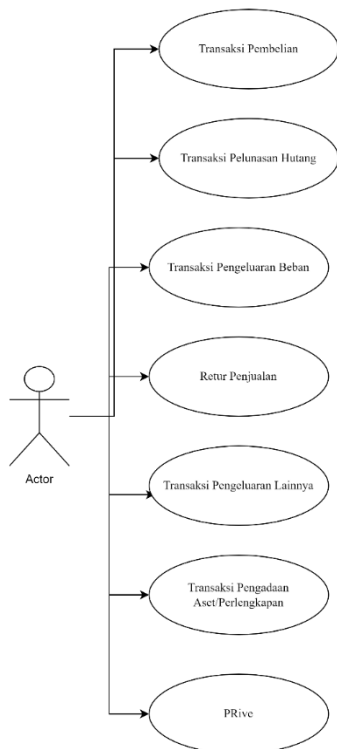 Transaksi Pembelian
Transaksi Pelunasan Hutang
Transaksi Pengeluaran Beban
Retur Penjualan
Actor
Transaksi Pengeluaran Lainnya
Transaksi Pengadaan
Aset/Perlengkapan
PRive